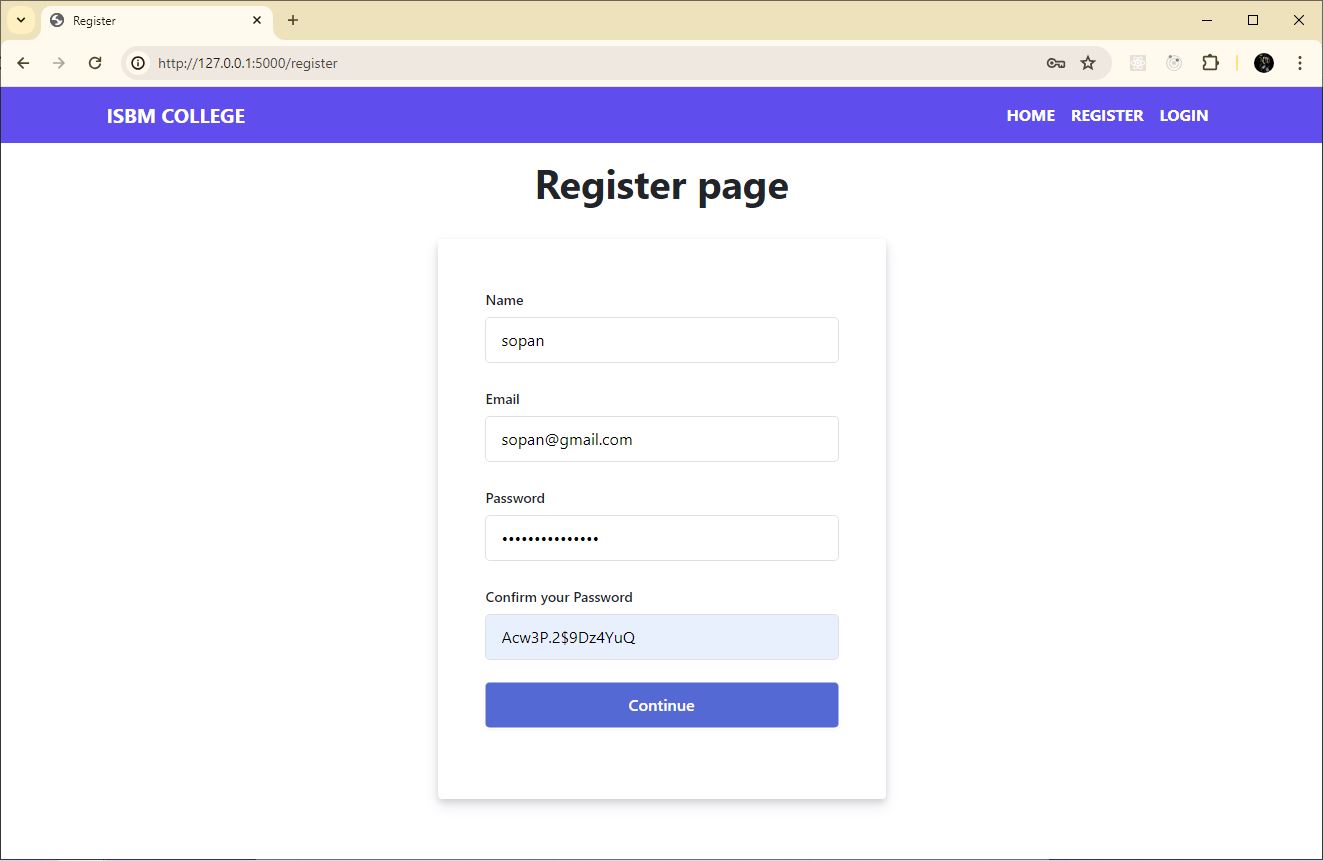 Register
http://127.0.0.1:5000/register
ISBM COLLEGE
HOME REGISTER LOGIN
Register page
Name
sopan
Email
sopan@gmail.com
Password
•••••••••••••••
Confirm your Password
Acw3P.2$9Dz4YuQ
Continue